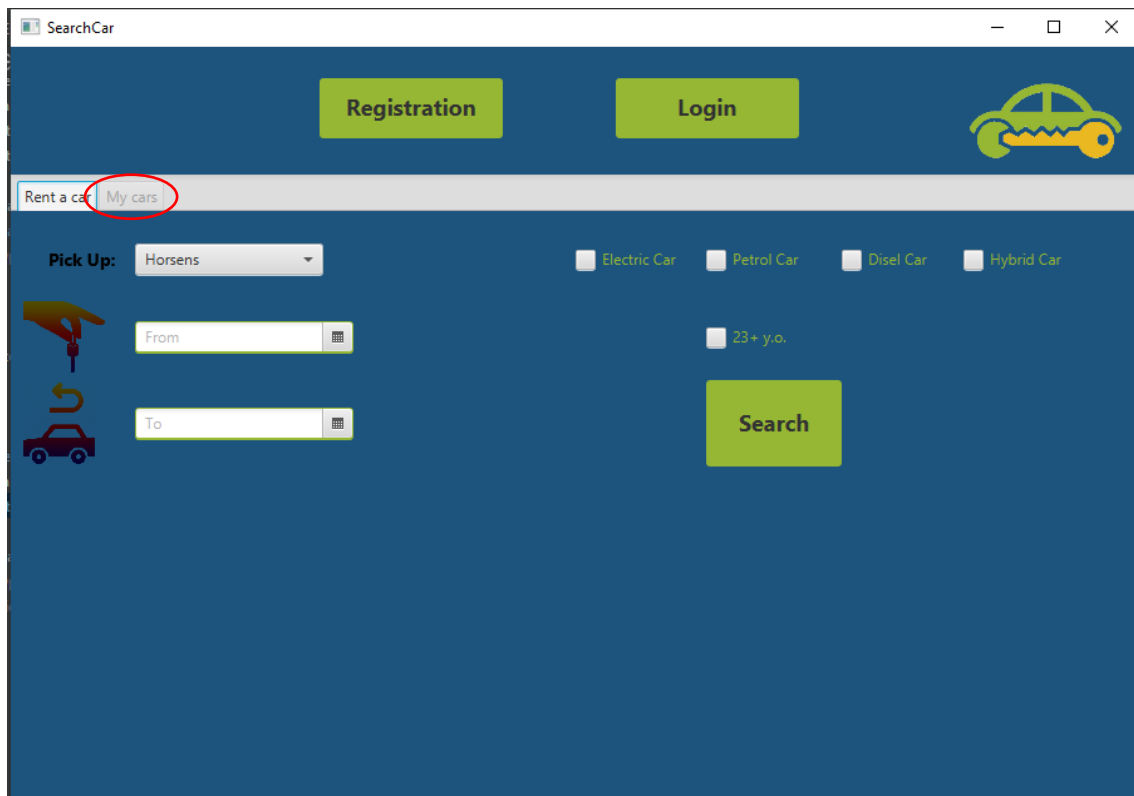 SearchCar
Registration Login
Rent a car My cars
Pick Up: Horsens Electric Car Petrol Car Disel Car Hybrid Car
From 23+ y.o.
To Search